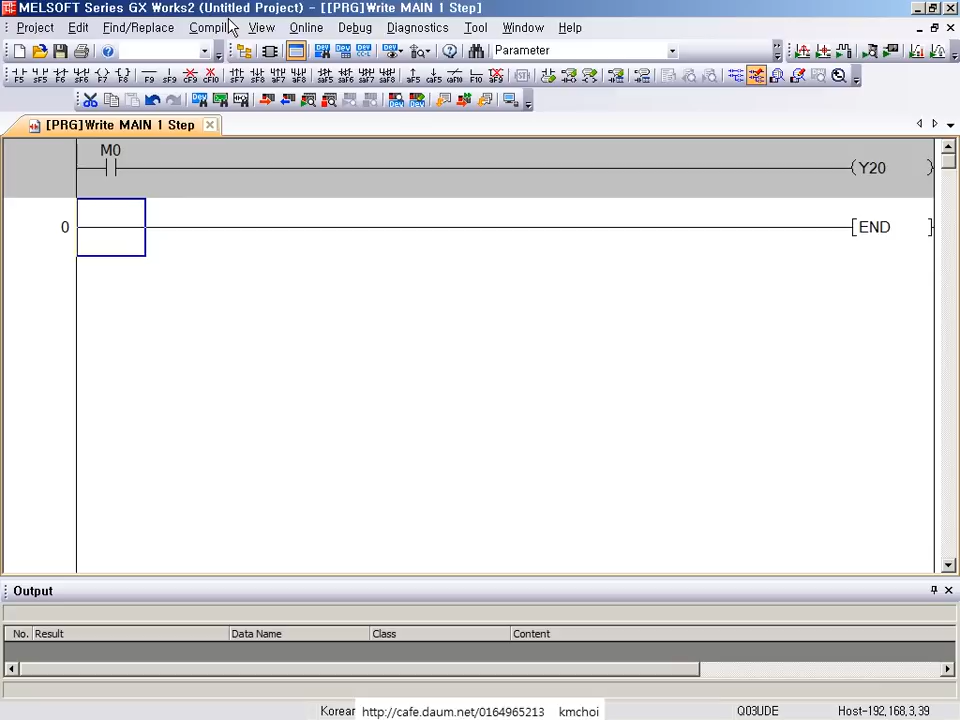 MELSOFT Series GX Works2 (Untitled Project) - [[PRG]Write MAIN 1 Step]
Project Edit Find/Replace Compile View Online Debug Diagnostics Tool Window Help
Parameter
[PRG]Write MAIN 1 Step
M0
Y20
0
END
Output
No. Result Data Name Class Content
Korean http://cafe.daum.net/0164965213 kmchoi Q03UDE Host-192,168,3,39